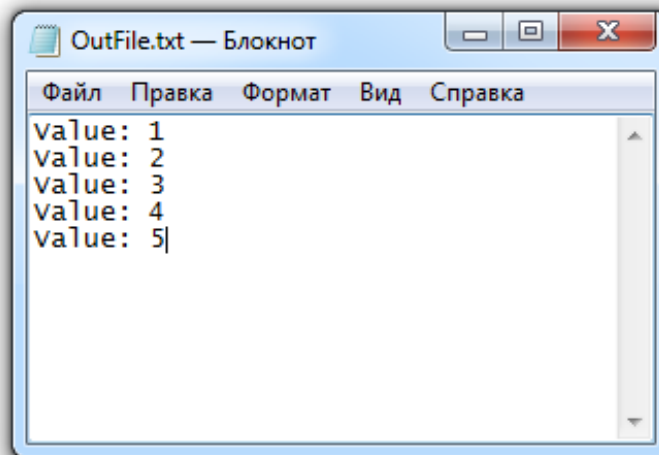 OutFile.txt — Блокнот
Файл Правка Формат Вид Справка
Value: 1
Value: 2
Value: 3
Value: 4
Value: 5